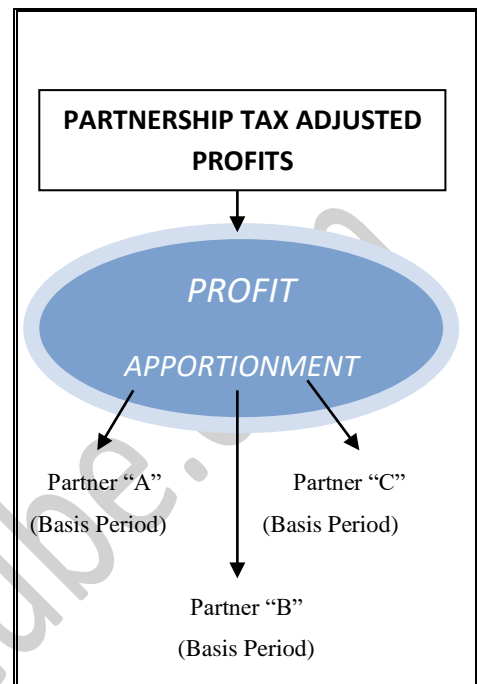 PARTNERSHIP TAX ADJUSTED
PROFITS
PROFIT
APPORTIONMENT
Partner “A”
(Basis Period)
Partner “C”
(Basis Period)
Partner “B”
(Basis Period)